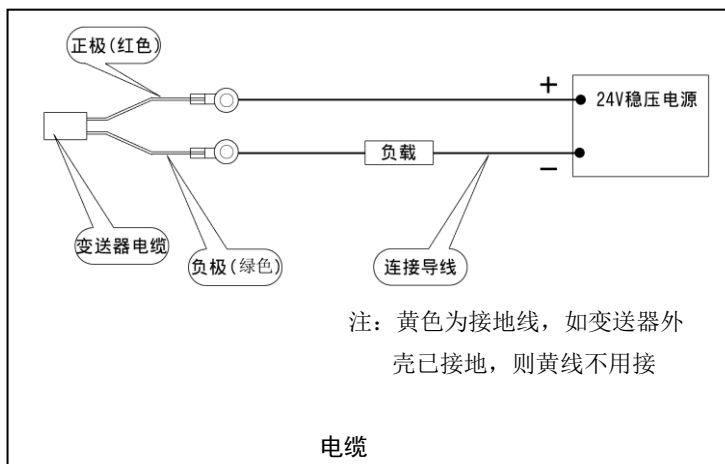 正极(红色)
+
24V稳压电源
负载
−
变送器电缆
负极(绿色)
连接导线
注：黄色为接地线，如变送器外
壳已接地，则黄线不用接
电缆